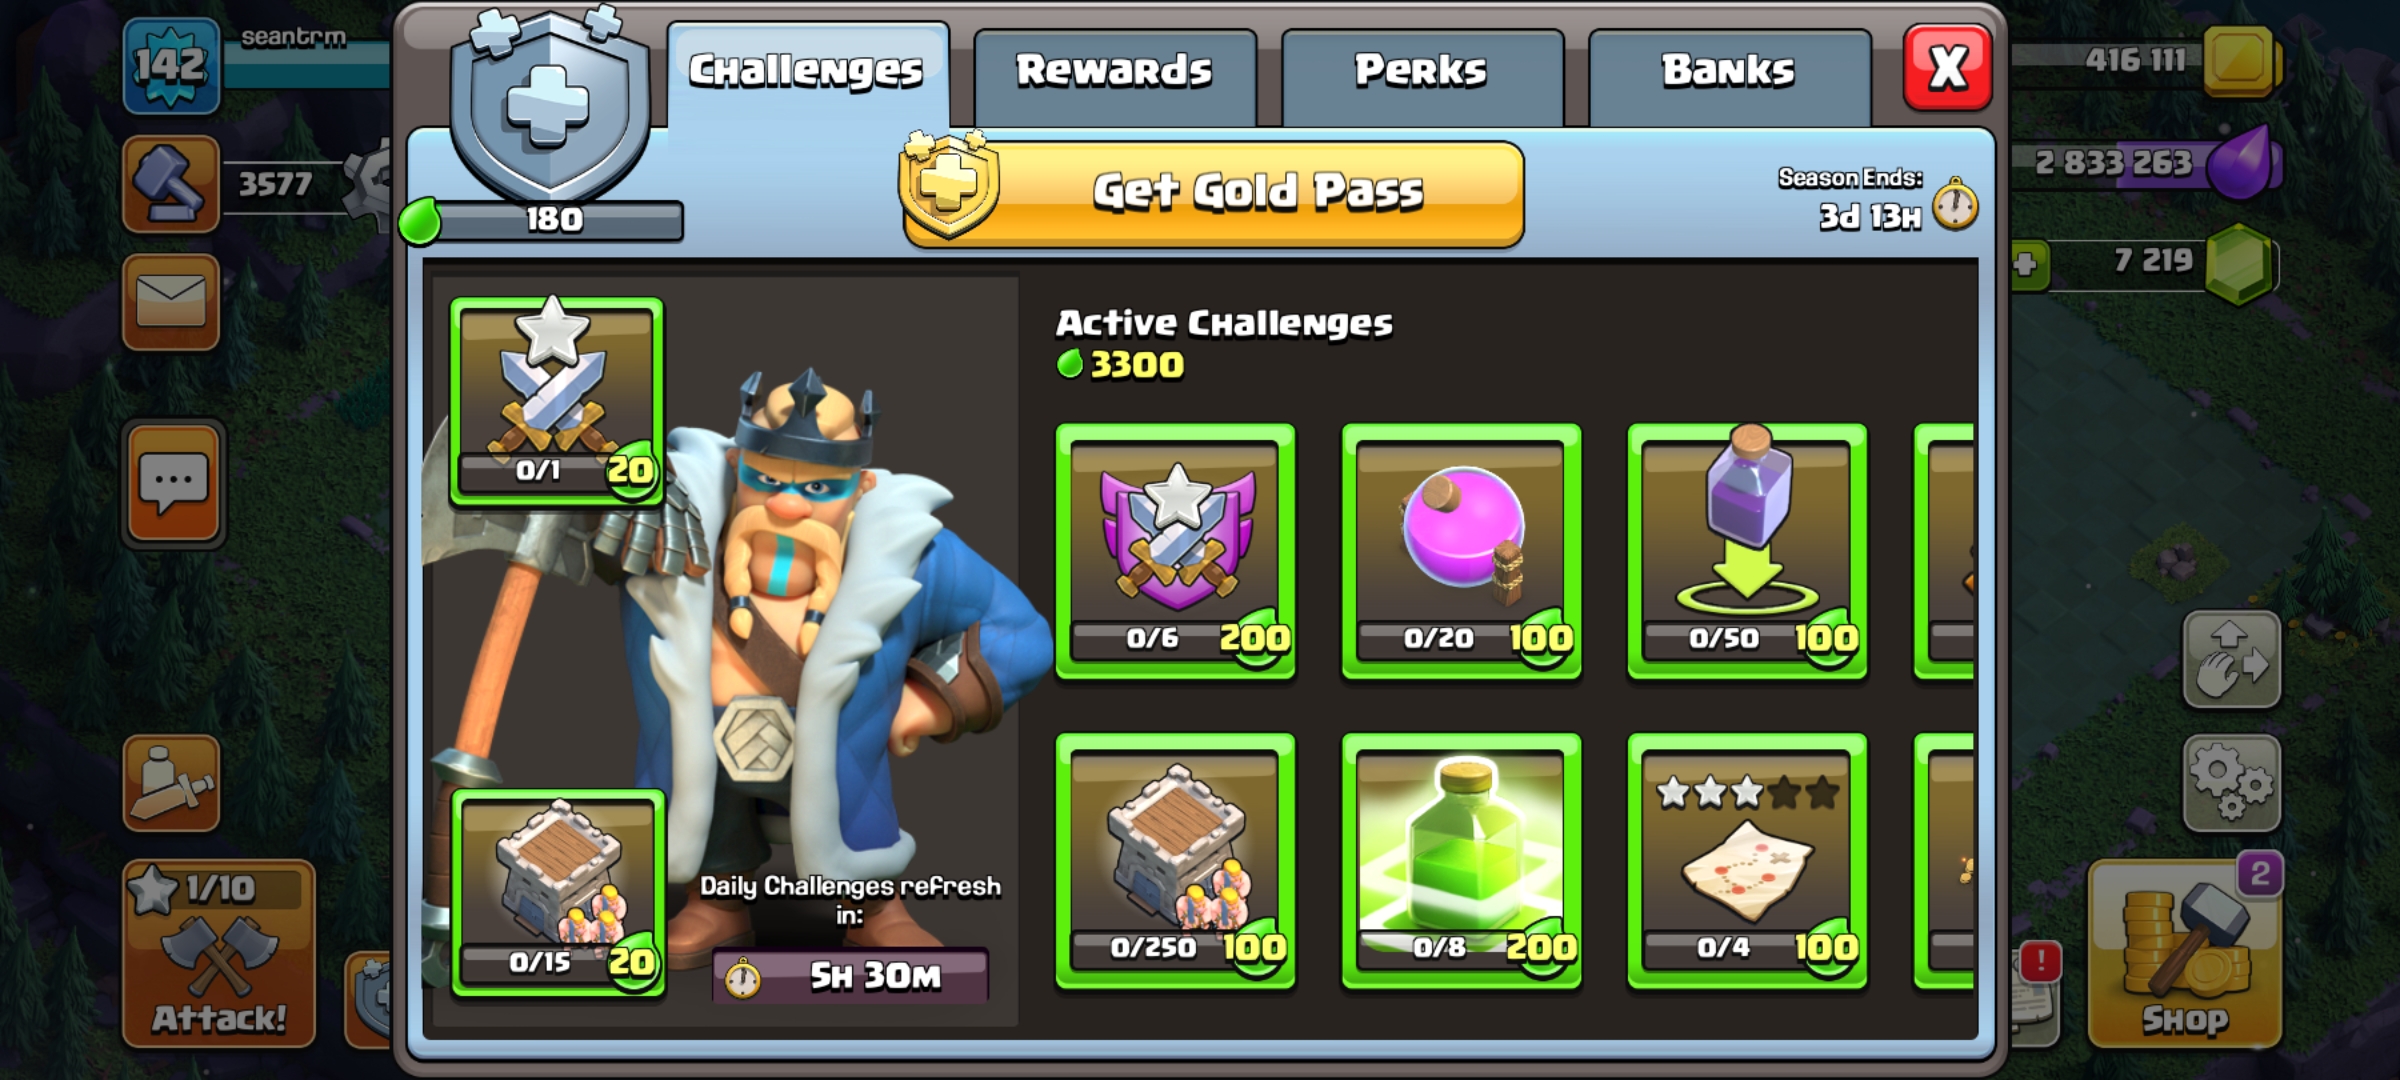 142
seantrm
Challenges
Rewards
Perks
Banks
X
416 111
3577
180
Get Gold Pass
Season Ends:
3d 13H
2 833 263
7 219
0/1
20
Active Challenges
3300
0/6
200
0/20
100
0/50
100
0/15
20
Daily Challenges refresh
in:
5H 30M
0/250
100
0/8
200
0/4
100
1/10
Attack!
!
2
Shop